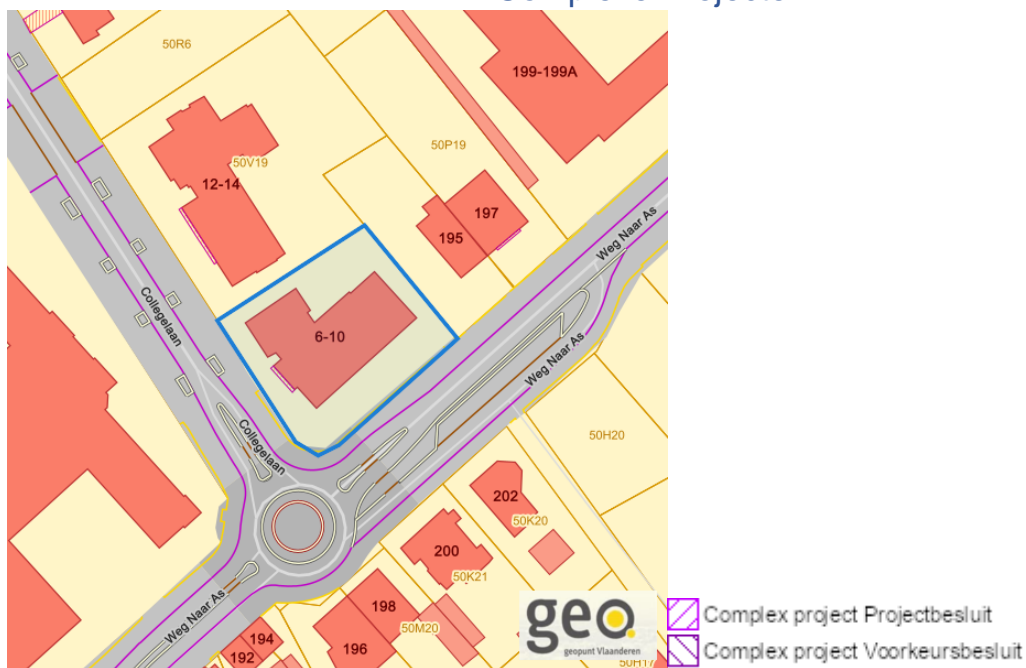 50R6
199-199A
50P19
50V19
12-14
197
195
Weg Naar As
Collegelaan
6-10
Weg Naar As
Collegelaan
50H20
202
50K20
200
50K21
198
50M20
196
194
192
Weg Naar As
geo
geopunt Vlaanderen
50H17
Complex project Projectbesluit
Complex project Voorkeursbesluit